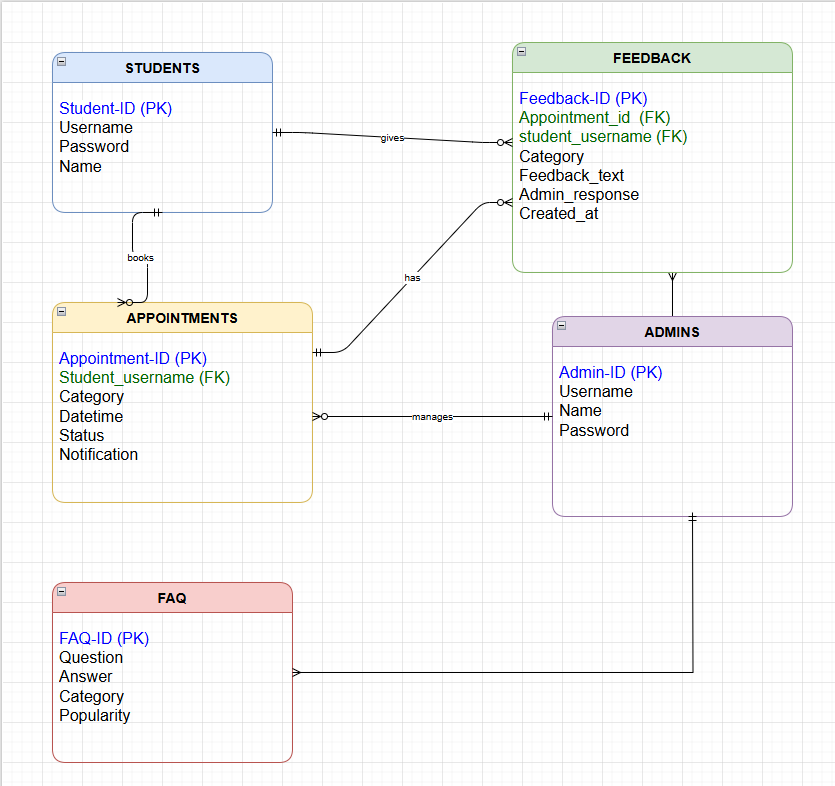 STUDENTS
Student-ID (PK)
Username
Password
Name
FEEDBACK
Feedback-ID (PK)
Appointment_id (FK)
student_username (FK)
Category
Feedback_text
Admin_response
Created_at
gives
books
has
APPOINTMENTS
Appointment-ID (PK)
Student_username (FK)
Category
Datetime
Status
Notification
manages
ADMINS
Admin-ID (PK)
Username
Name
Password
FAQ
FAQ-ID (PK)
Question
Answer
Category
Popularity